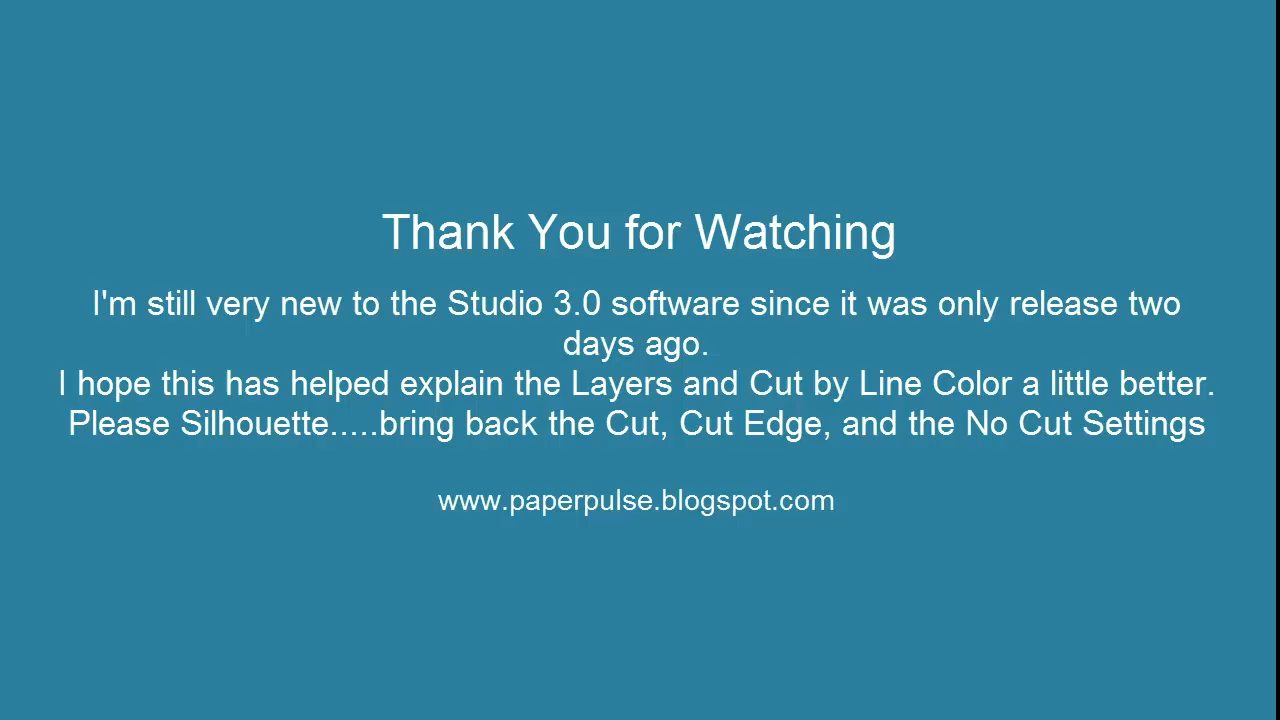 Thank You for Watching
I'm still very new to the Studio 3.0 software since it was only release two
days ago.
I hope this has helped explain the Layers and Cut by Line Color a little better.
Please Silhouette.....bring back the Cut, Cut Edge, and the No Cut Settings
www.paperpulse.blogspot.com